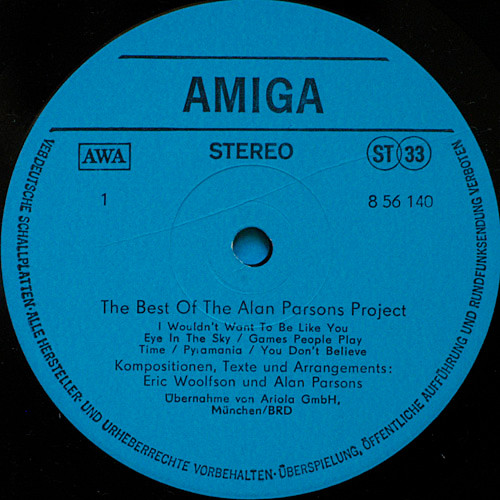 AMIGA
AWA
STEREO
ST 33
1
8 56 140
The Best Of The Alan Parsons Project
I Wouldn't Want To Be Like You
Eye In The Sky / Games People Play
Time / Pyramania / You Don't Believe
Kompositionen, Texte und Arrangements:
Eric Woolfson und Alan Parsons
Übernahme von Ariola GmbH,
München/BRD
VEB DEUTSCHE SCHALLPLATTEN · ALLE HERSTELLER- UND URHEBERRECHTE VORBEHALTEN · ÜBERSPIELUNG, ÖFFENTLICHE AUFFÜHRUNG UND RUNDFUNKSENDUNG VERBOTEN